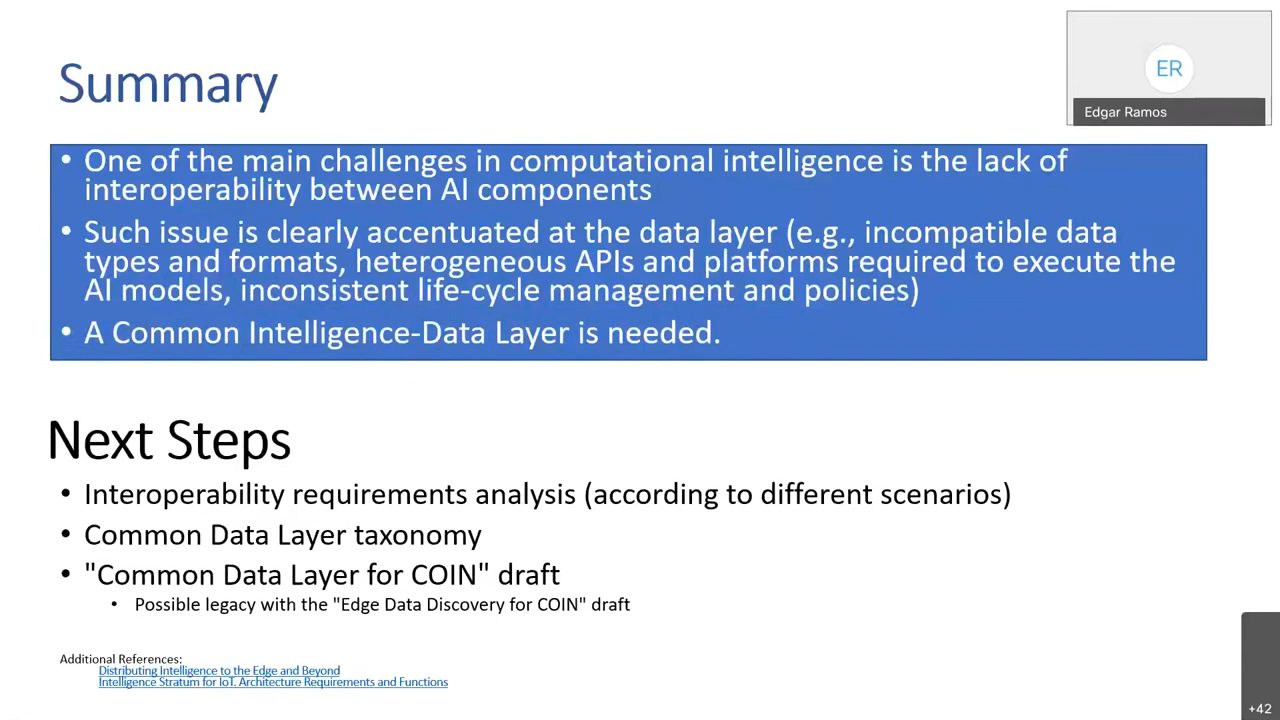 Summary
ER
Edgar Ramos
• One of the main challenges in computational intelligence is the lack of
interoperability between AI components
• Such issue is clearly accentuated at the data layer (e.g., incompatible data
types and formats, heterogeneous APIs and platforms required to execute the
AI models, inconsistent life-cycle management and policies)
• A Common Intelligence-Data Layer is needed.
Next Steps
• Interoperability requirements analysis (according to different scenarios)
• Common Data Layer taxonomy
• "Common Data Layer for COIN" draft
• Possible legacy with the "Edge Data Discovery for COIN" draft
Additional References:
Distributing Intelligence to the Edge and Beyond
Intelligence Stratum for IoT. Architecture Requirements and Functions
+42